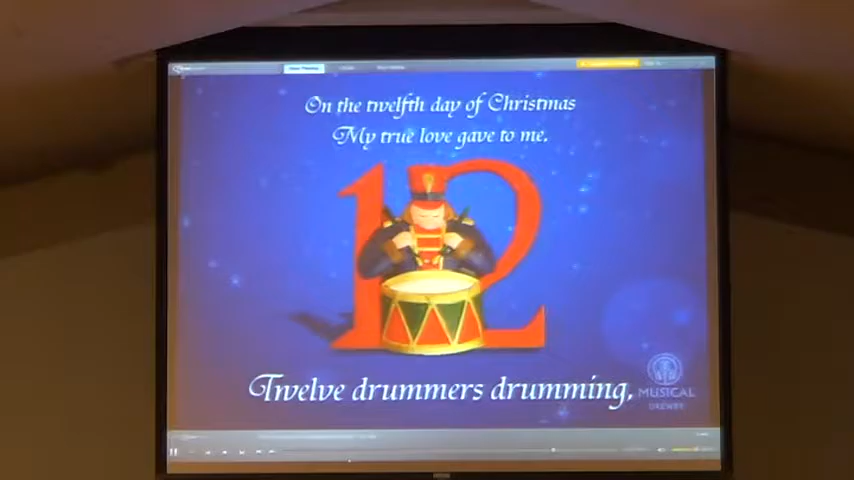 On the twelfth day of Christmas
My true love gave to me,
12
Twelve drummers drumming,
MUSICAL